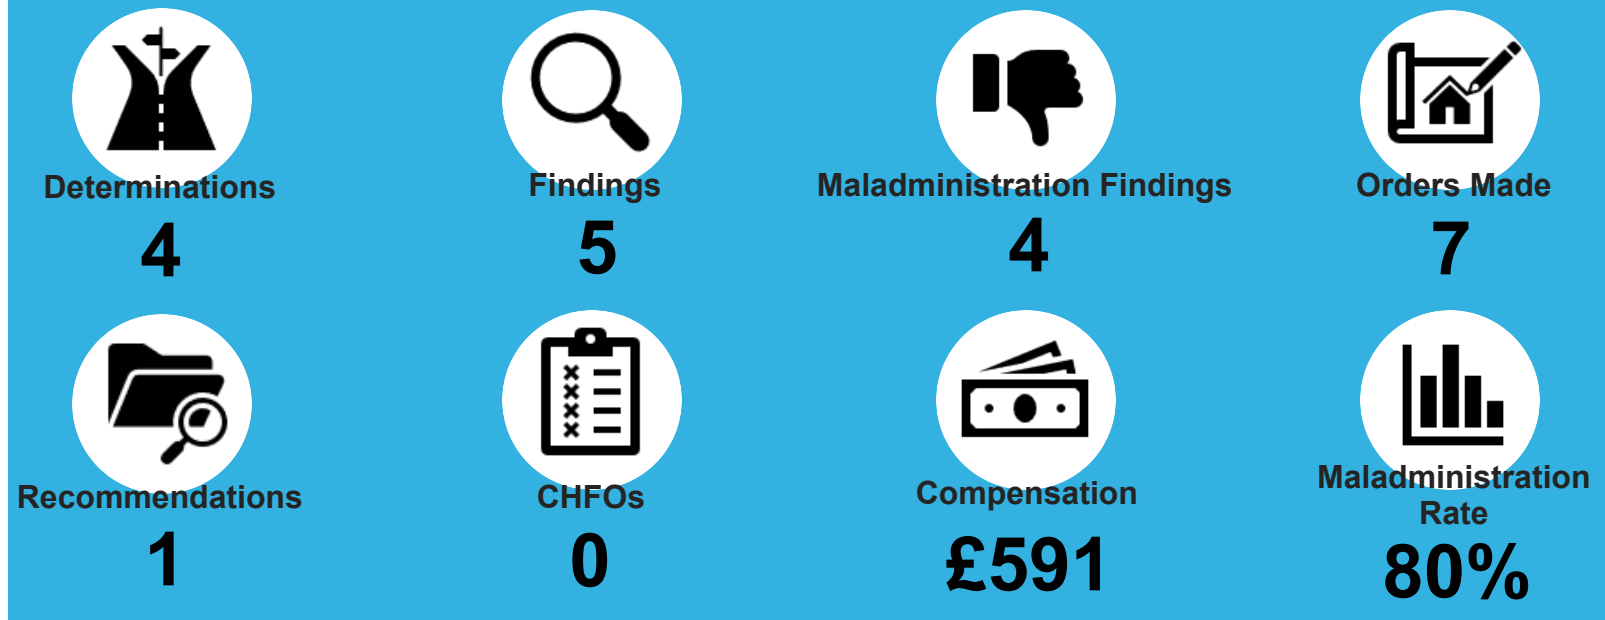 Determinations
4
Findings
5
Maladministration Findings
4
Orders Made
7
Recommendations
1
CHFOs
0
Compensation
£591
Maladministration
Rate
80%